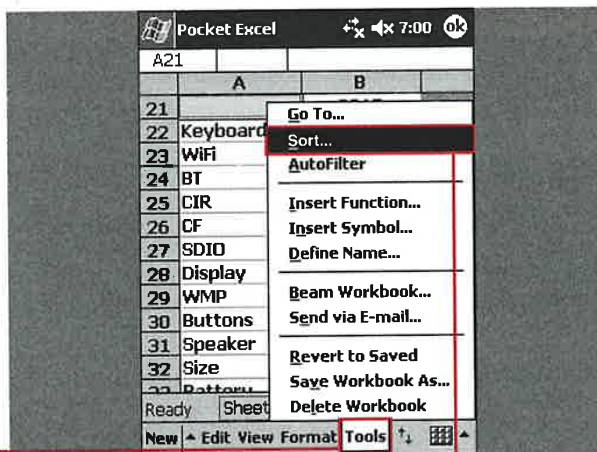 Pocket Excel 7:00 ok
A21
A B
21
22 Keyboard
23 WiFi
24 BT
25 CIR
26 CF
27 SDIO
28 Display
29 WMP
30 Buttons
31 Speaker
32 Size
Go To...
Sort...
AutoFilter
Insert Function...
Insert Symbol...
Define Name...
Beam Workbook...
Send via E-mail...
Revert to Saved
Save Workbook As...
Delete Workbook
Ready Sheet
New Edit View Format Tools